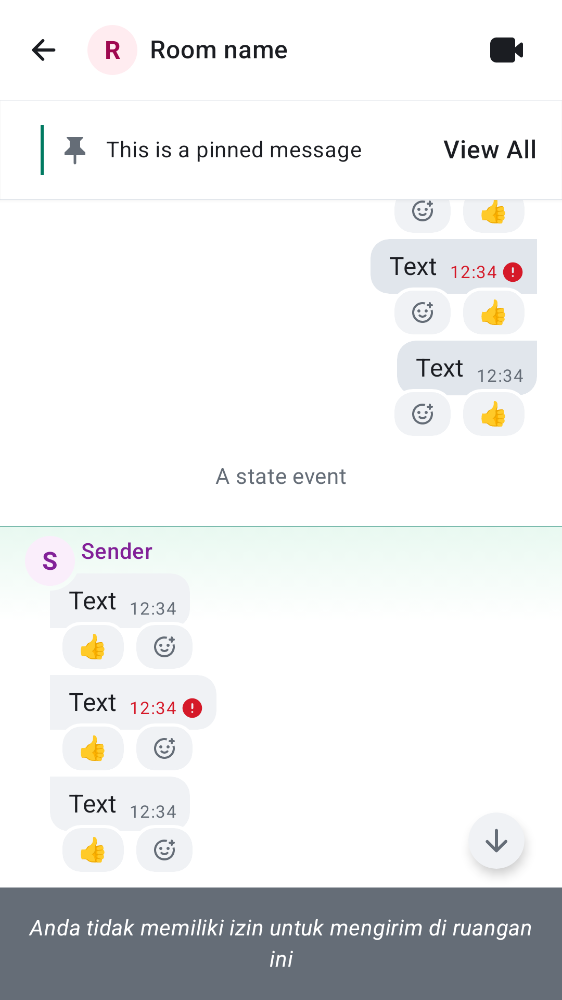 R Room name
This is a pinned message View All
Text 12:34
Text 12:34
A state event
S Sender
Text 12:34
Text 12:34
Text 12:34
Anda tidak memiliki izin untuk mengirim di ruangan
ini